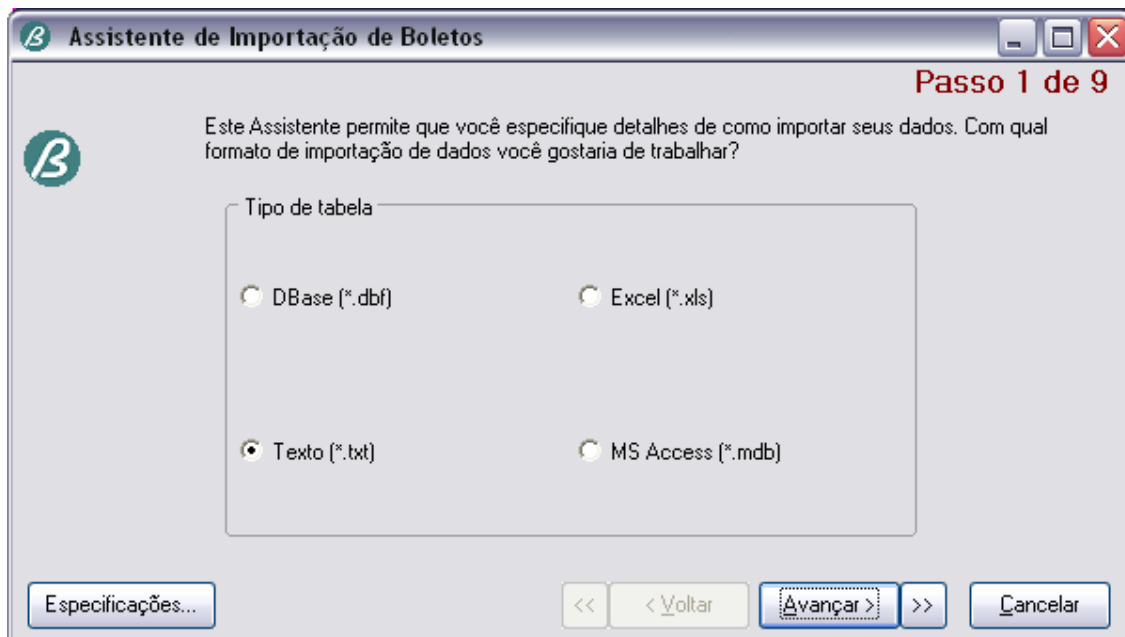 Assistente de Importação de Boletos
Passo 1 de 9
Este Assistente permite que você especifique detalhes de como importar seus dados. Com qual
formato de importação de dados você gostaria de trabalhar?
Tipo de tabela
DBase (*.dbf)
Excel (*.xls)
Texto (*.txt)
MS Access (*.mdb)
Especificações...
<<
< Voltar
Avançar >
>>
Cancelar